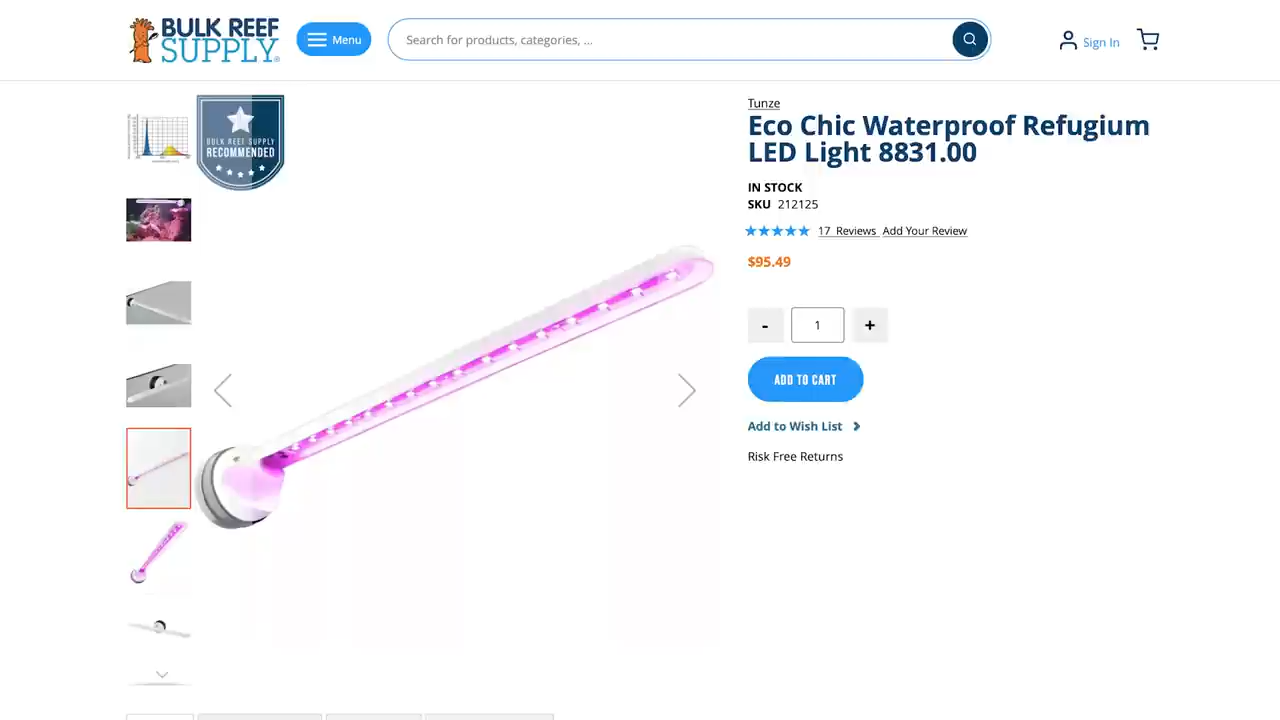 BULK REEF
SUPPLY
Menu
Search for products, categories, ...
Sign In
BULK REEF SUPPLY
RECOMMENDED
Tunze
Eco Chic Waterproof Refugium
LED Light 8831.00
IN STOCK
SKU 212125
17 Reviews Add Your Review
$95.49
- 1 +
ADD TO CART
Add to Wish List
Risk Free Returns